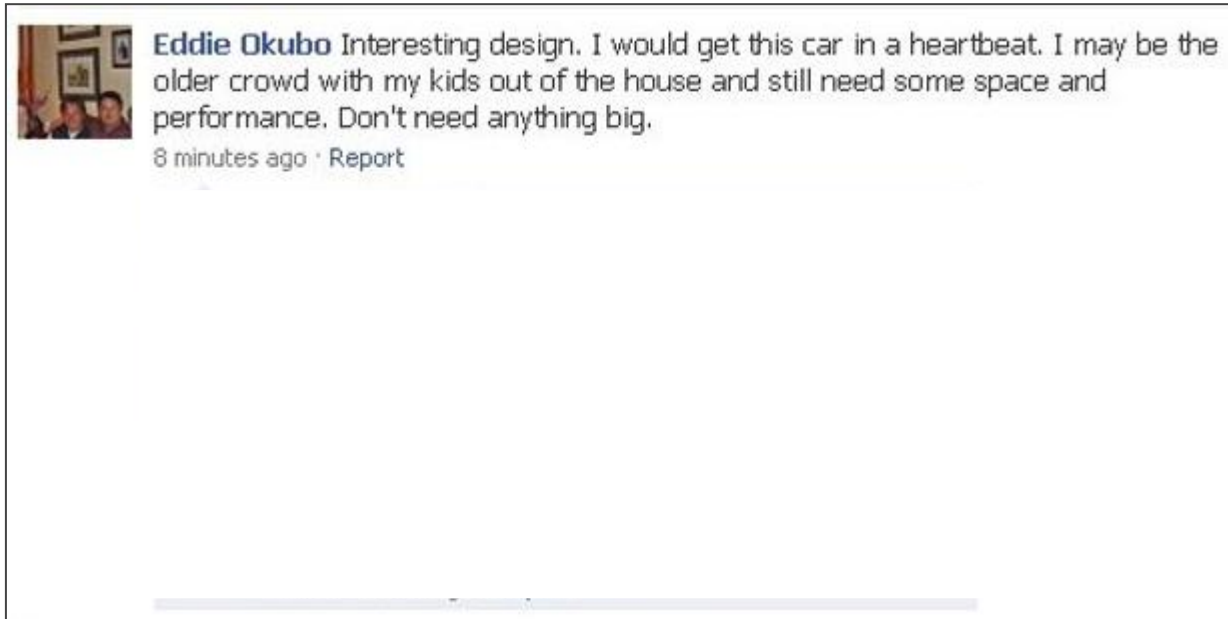 Eddie Okubo Interesting design. I would get this car in a heartbeat. I may be the
older crowd with my kids out of the house and still need some space and
performance. Don't need anything big.
8 minutes ago · Report